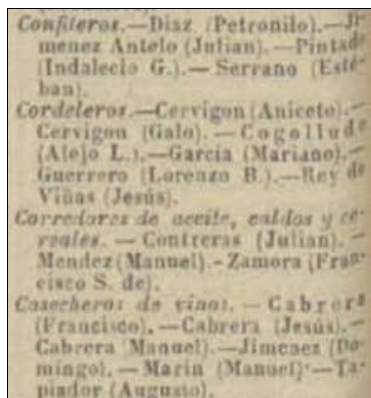 Confiteros.—Diaz (Petronilo).—Ji-
menez Antelo (Julian).—Pintado
(Indalecio G.).—Serrano (Esté-
ban).
Cordeleros.—Cervigon (Aniceto).—
Cervigon (Galo).—Cogolludo
(Alejo L.).—Garcia (Mariano).—
Guerrero (Lorenzo B.).—Rey de
Viñas (Jesús).
Corredores de aceite, caldos y ce-
reales.—Contreras (Julian).—
Mendez (Manuel).-Zamora (Fran-
cisco S. de).
Cosecheros de vinos.—Cabrera
(Francisco).—Cabrera (Jesús).—
Cabrera Manuel).—Jimenez (Do-
mingo).—Marin (Manuel)·—Ta-
piador (Augusto).